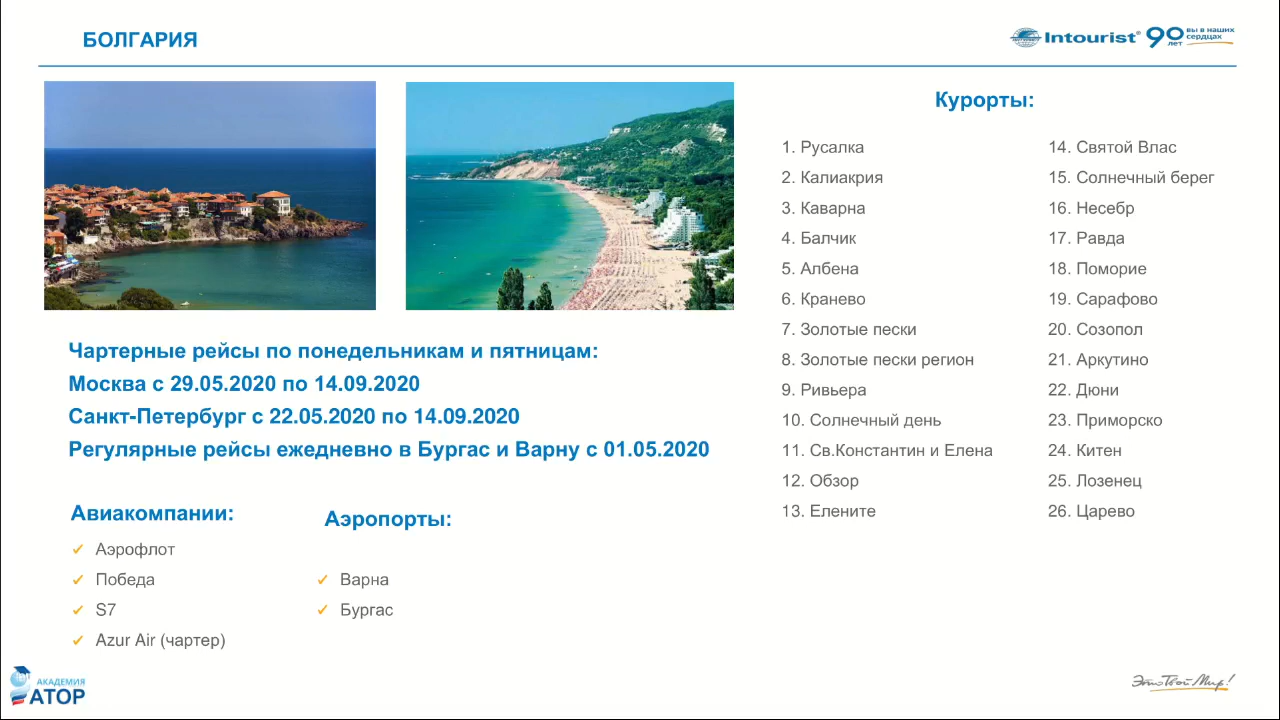 БОЛГАРИЯ
Intourist® 90 лет вы в наших сердцах
Чартерные рейсы по понедельникам и пятницам:
Москва с 29.05.2020 по 14.09.2020
Санкт-Петербург с 22.05.2020 по 14.09.2020
Регулярные рейсы ежедневно в Бургас и Варну с 01.05.2020
Авиакомпании:
Аэрофлот
Победа
S7
Azur Air (чартер)
Аэропорты:
Варна
Бургас
Курорты:
1. Русалка
2. Калиакрия
3. Каварна
4. Балчик
5. Албена
6. Кранево
7. Золотые пески
8. Золотые пески регион
9. Ривьера
10. Солнечный день
11. Св.Константин и Елена
12. Обзор
13. Елените
14. Святой Влас
15. Солнечный берег
16. Несебр
17. Равда
18. Поморие
19. Сарафово
20. Созопол
21. Аркутино
22. Дюни
23. Приморско
24. Китен
25. Лозенец
26. Царево
АКАДЕМИЯ
АТОР
Это Твой Мир!